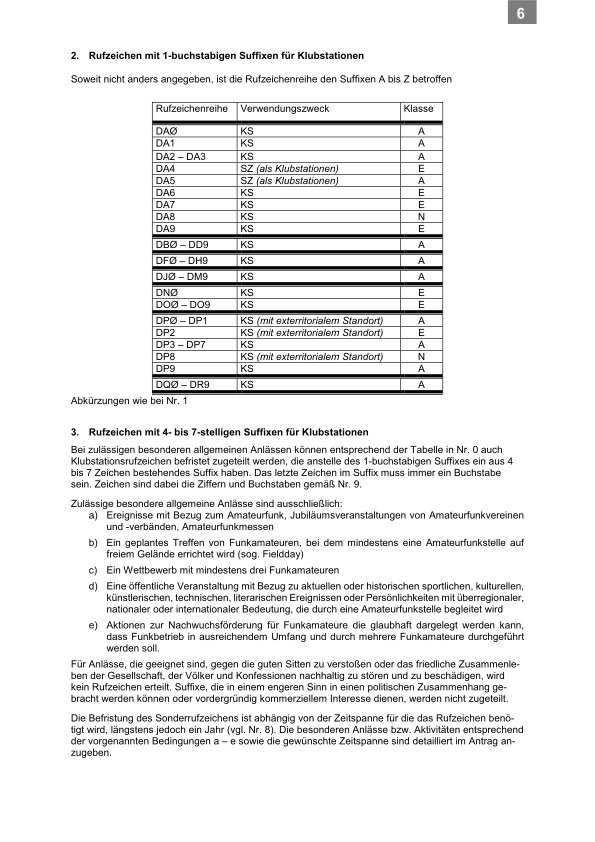 6
2. Rufzeichen mit 1-buchstabigen Suffixen für Klubstationen
Soweit nicht anders angegeben, ist die Rufzeichenreihe den Suffixen A bis Z betroffen
Rufzeichenreihe Verwendungszweck Klasse
DAØ KS A
DA1 KS A
DA2 – DA3 KS A
DA4 SZ (als Klubstationen) E
DA5 SZ (als Klubstationen) A
DA6 KS E
DA7 KS E
DA8 KS N
DA9 KS E
DBØ – DD9 KS A
DFØ – DH9 KS A
DJØ – DM9 KS A
DNØ KS E
DOØ – DO9 KS E
DPØ – DP1 KS (mit exterritorialem Standort) A
DP2 KS (mit exterritorialem Standort) E
DP3 – DP7 KS A
DP8 KS (mit exterritorialem Standort) N
DP9 KS A
DQØ – DR9 KS A
Abkürzungen wie bei Nr. 1
3. Rufzeichen mit 4- bis 7-stelligen Suffixen für Klubstationen
Bei zulässigen besonderen allgemeinen Anlässen können entsprechend der Tabelle in Nr. 0 auch
Klubstationsrufzeichen befristet zugeteilt werden, die anstelle des 1-buchstabigen Suffixes ein aus 4
bis 7 Zeichen bestehendes Suffix haben. Das letzte Zeichen im Suffix muss immer ein Buchstabe
sein. Zeichen sind dabei die Ziffern und Buchstaben gemäß Nr. 9.
Zulässige besondere allgemeine Anlässe sind ausschließlich:
a) Ereignisse mit Bezug zum Amateurfunk, Jubiläumsveranstaltungen von Amateurfunkvereinen
und -verbänden, Amateurfunkmessen
b) Ein geplantes Treffen von Funkamateuren, bei dem mindestens eine Amateurfunkstelle auf
freiem Gelände errichtet wird (sog. Fieldday)
c) Ein Wettbewerb mit mindestens drei Funkamateuren
d) Eine öffentliche Veranstaltung mit Bezug zu aktuellen oder historischen sportlichen, kulturellen,
künstlerischen, technischen, literarischen Ereignissen oder Persönlichkeiten mit überregionaler,
nationaler oder internationaler Bedeutung, die durch eine Amateurfunkstelle begleitet wird
e) Aktionen zur Nachwuchsförderung für Funkamateure die glaubhaft dargelegt werden kann,
dass Funkbetrieb in ausreichendem Umfang und durch mehrere Funkamateure durchgeführt
werden soll.
Für Anlässe, die geeignet sind, gegen die guten Sitten zu verstoßen oder das friedliche Zusammenle-
ben der Gesellschaft, der Völker und Konfessionen nachhaltig zu stören und zu beschädigen, wird
kein Rufzeichen erteilt. Suffixe, die in einem engeren Sinn in einen politischen Zusammenhang ge-
bracht werden können oder vordergründig kommerziellem Interesse dienen, werden nicht zugeteilt.
Die Befristung des Sonderrufzeichens ist abhängig von der Zeitspanne für die das Rufzeichen benö-
tigt wird, längstens jedoch ein Jahr (vgl. Nr. 8). Die besonderen Anlässe bzw. Aktivitäten entsprechend
der vorgenannten Bedingungen a – e sowie die gewünschte Zeitspanne sind detailliert im Antrag an-
zugeben.